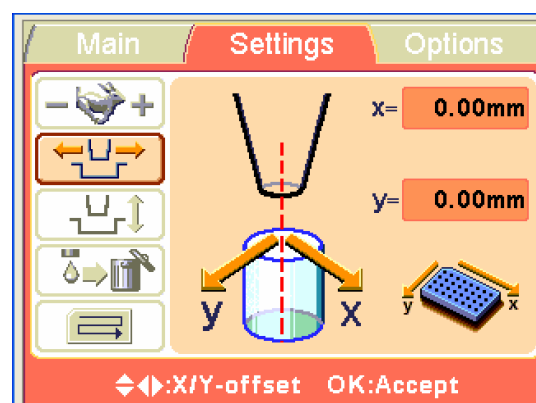 Main Settings Options
- +
x= 0.00mm
y= 0.00mm
y x
y x
:X/Y-offset OK:Accept